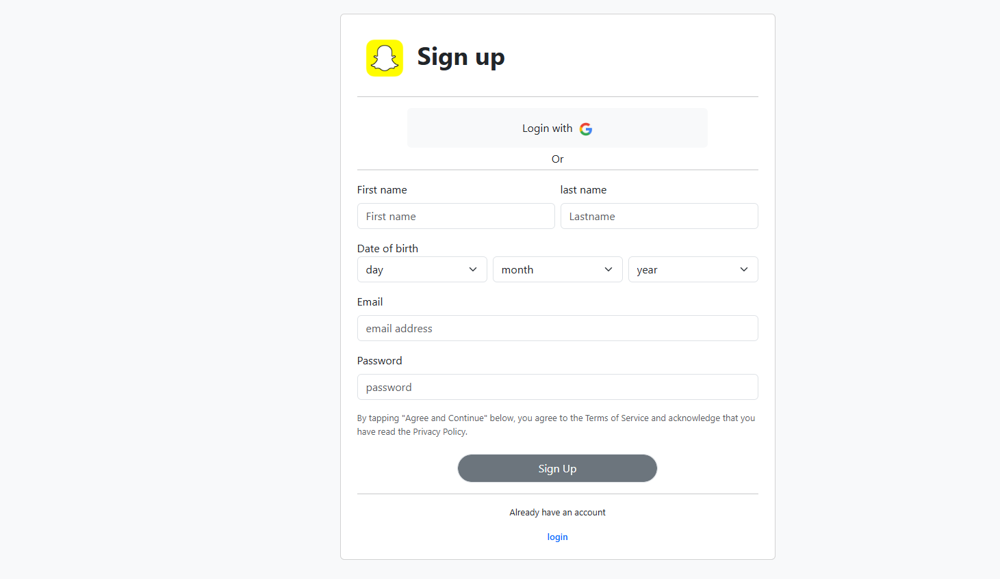 Sign up
Login with
Or
First name last name
First name Lastname
Date of birth
day month year
Email
email address
Password
password
By tapping "Agree and Continue" below, you agree to the Terms of Service and acknowledge that you
have read the Privacy Policy.
Sign Up
Already have an account
login